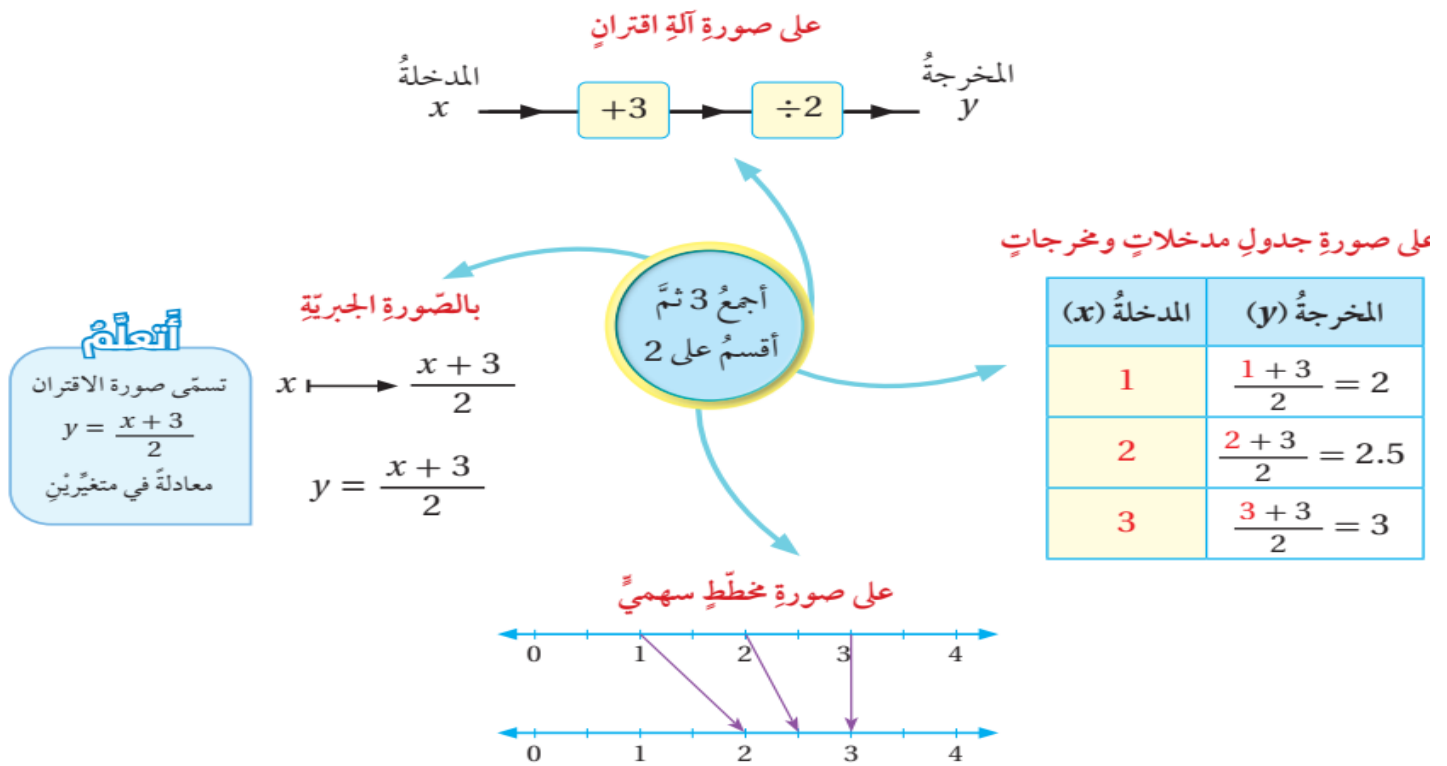 على صورةِ آلةِ اقترانٍ
المدخلةُ
x
+3
÷2
المخرجةُ
y
على صورةِ جدولِ مدخلاتٍ ومخرجاتٍ
المدخلةُ (x) المخرجةُ (y)
1 (1 + 3)/2 = 2
2 (2 + 3)/2 = 2.5
3 (3 + 3)/2 = 3
أجمعُ 3 ثمَّ
أقسمُ على 2
بالصّورةِ الجبريّةِ
x ⟼ (x + 3)/2
y = (x + 3)/2
أتعلَّمُ
تسمّى صورة الاقتران
y = (x + 3)/2
معادلةً في متغيِّريْنِ
على صورةِ مخطّطٍ سهميٍّ
0 1 2 3 4
0 1 2 3 4